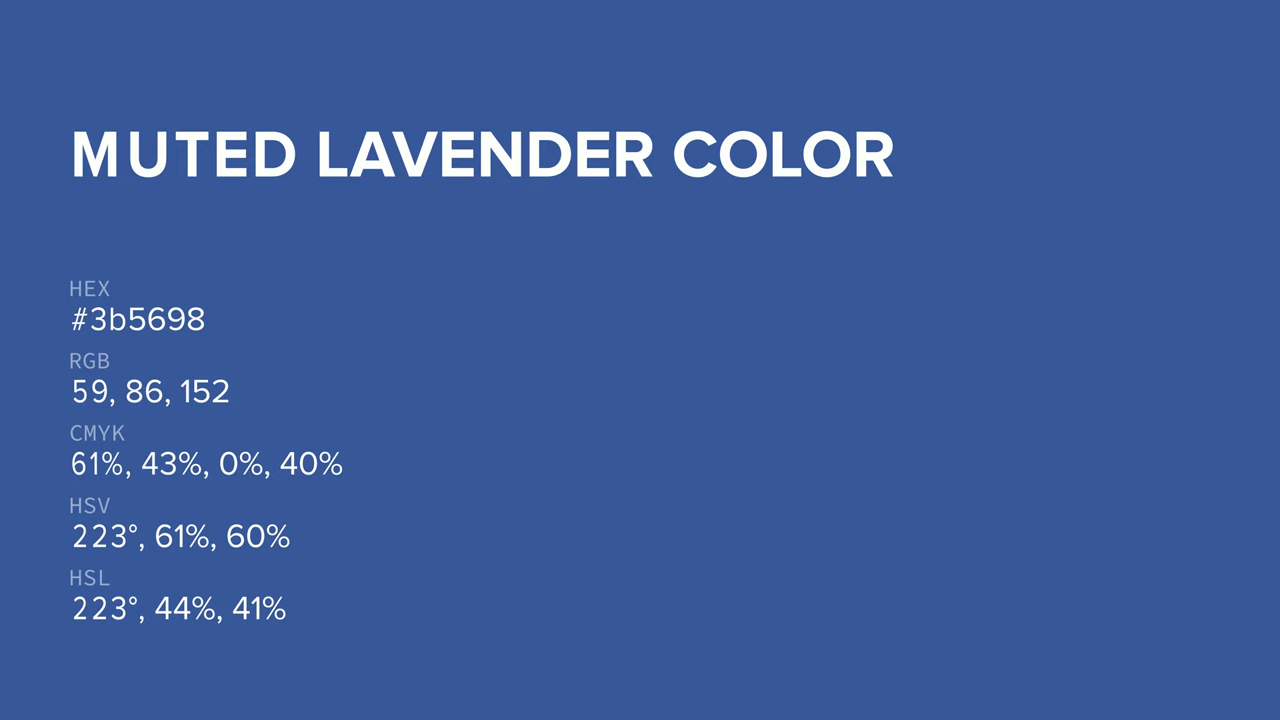 MUTED LAVENDER COLOR
HEX
#3b5698
RGB
59, 86, 152
CMYK
61%, 43%, 0%, 40%
HSV
223°, 61%, 60%
HSL
223°, 44%, 41%